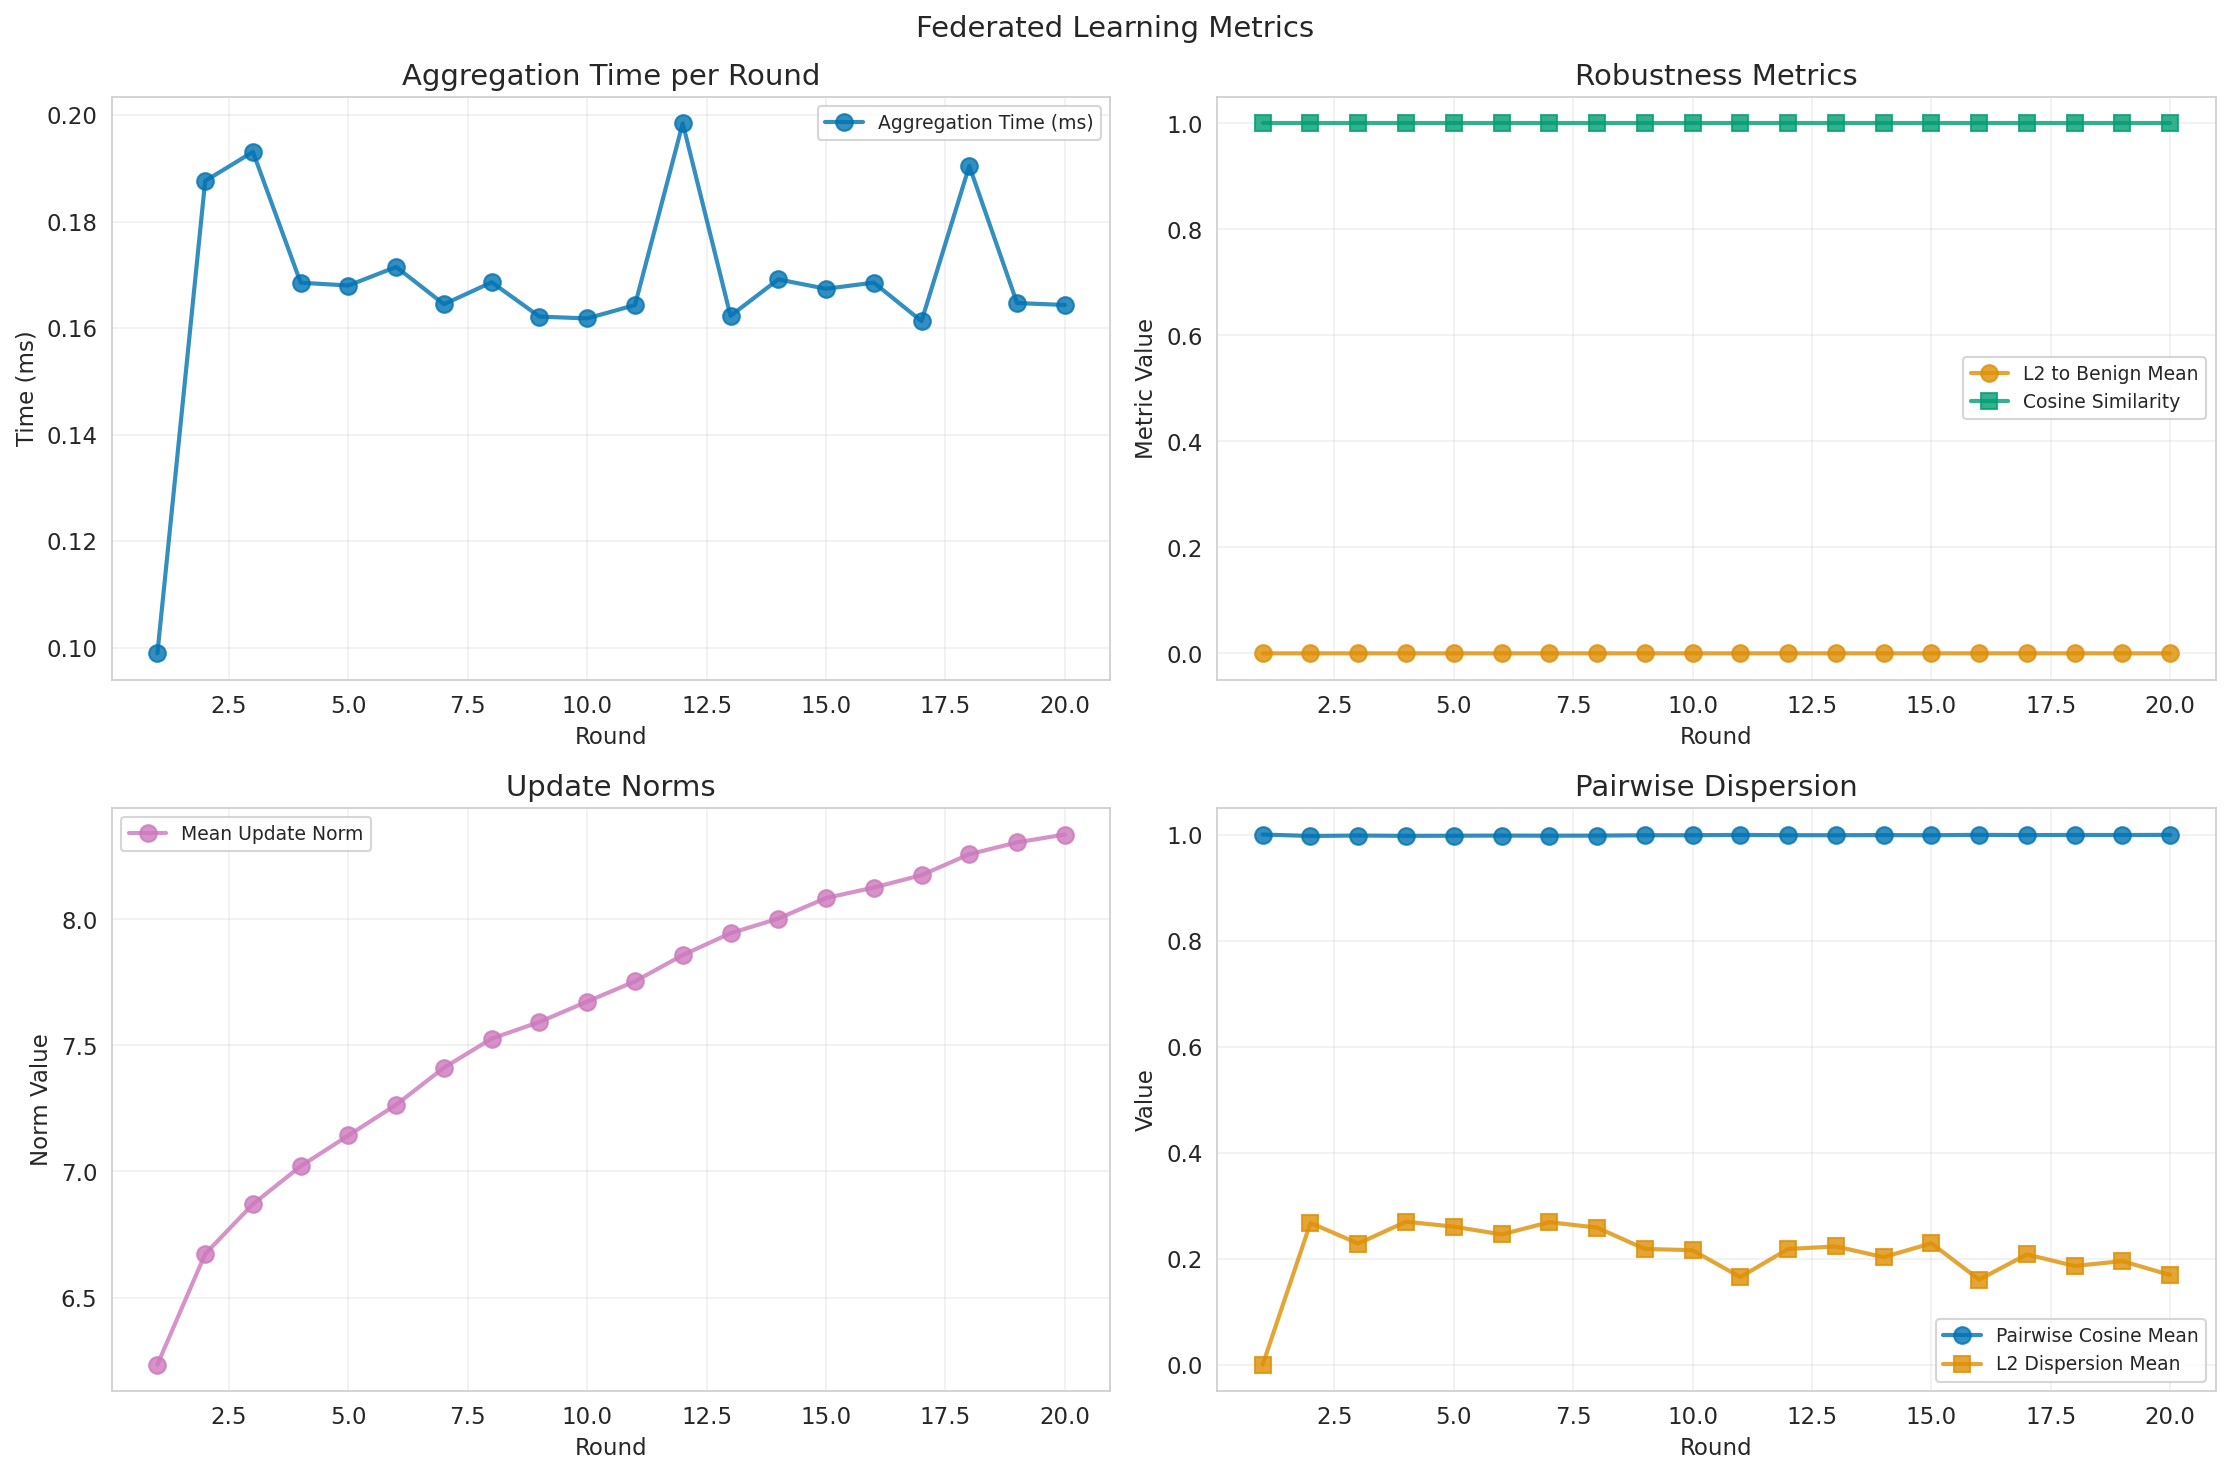 Federated Learning Metrics
Aggregation Time per Round
Aggregation Time (ms)
Time (ms)
0.20
0.18
0.16
0.14
0.12
0.10
2.5 5.0 7.5 10.0 12.5 15.0 17.5 20.0
Round
Robustness Metrics
Metric Value
1.0
0.8
0.6
0.4
0.2
0.0
L2 to Benign Mean
Cosine Similarity
2.5 5.0 7.5 10.0 12.5 15.0 17.5 20.0
Round
Update Norms
Mean Update Norm
Norm Value
8.0
7.5
7.0
6.5
2.5 5.0 7.5 10.0 12.5 15.0 17.5 20.0
Round
Pairwise Dispersion
Value
1.0
0.8
0.6
0.4
0.2
0.0
Pairwise Cosine Mean
L2 Dispersion Mean
2.5 5.0 7.5 10.0 12.5 15.0 17.5 20.0
Round